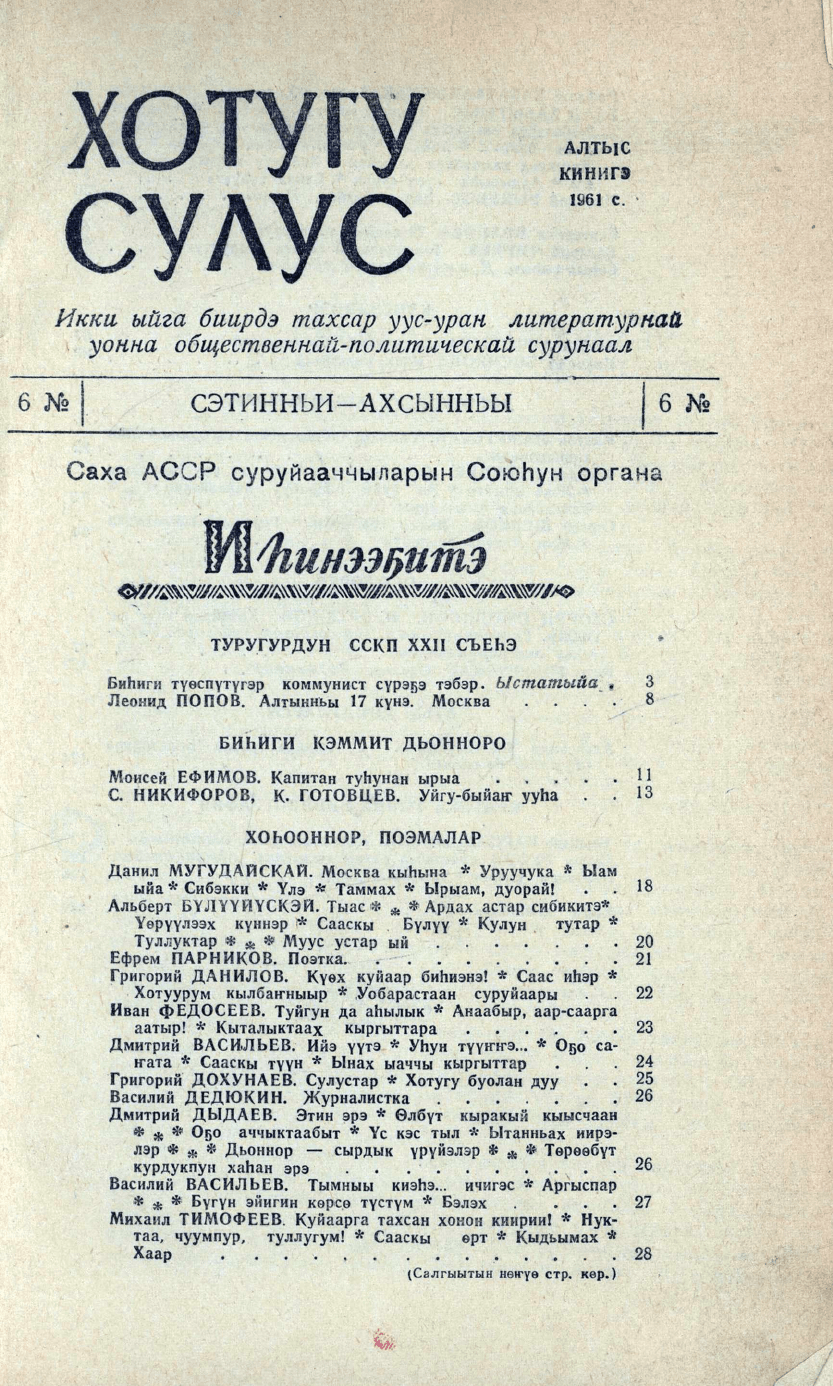 ХОТУГУ
СУЛУС
АЛТЫС
КИНИГЭ
1961 с.
Икки ыйга биирдэ тахсар уус-уран литературнай
уонна общественнай-политическай сурунаал
6 № СЭТИННЬИ—АХСЫННЬЫ 6 №
Саха АССР суруйааччыларын Союһун органа
Иһинээҕитэ
ТУРУГУРДУН ССКП XXII СЪЕҺЭ
Биһиги түөспүтүгэр коммунист сүрэҕэ тэбэр. Ыстатыйа . 3
Леонид ПОПОВ. Алтынньы 17 күнэ. Москва . . . . 8
БИҺИГИ КЭММИТ ДЬОННОРО
Моисей ЕФИМОВ. Капитан туһунан ырыа . . . . . 11
С. НИКИФОРОВ, К. ГОТОВЦЕВ. Уйгу-быйаҥ ууһа . . 13
ХОҺООННОР, ПОЭМАЛАР
Данил МУГУДАЙСКАЙ. Москва кыһына * Уруучука * Ыам
ыйа * Сибэкки * Үлэ * Таммах * Ырыам, дуорай! . . 18
Альберт БҮЛҮҮЙҮСКЭЙ. Тыас * * * Ардах астар сибикитэ*
Үөрүүлээх күннэр * Сааскы Бүлүү * Кулун тутар *
Туллуктар * * * Муус устар ый . . . . . . . 20
Ефрем ПАРНИКОВ. Поэтка. . . . . . . . . . 21
Григорий ДАНИЛОВ. Күөх куйаар биһиэнэ! * Саас иһэр *
Хотуурум кылбаҥныыр * Уобарастаан суруйаары . . 22
Иван ФЕДОСЕЕВ. Туйгун да аһылык * Анаабыр, аар-саарга
аатыр! * Кыталыктаах кыргыттара . . . . . . 23
Дмитрий ВАСИЛЬЕВ. Ийэ үүтэ * Уһун түүҥҥэ... * Оҕо са-
ҥата * Сааскы түүн * Ынах ыаччы кыргыттар . . . 24
Григорий ДОХУНАЕВ. Сулустар * Хотугу буолан дуу . . 25
Василий ДЕДЮКИН. Журналистка . . . . . . . 26
Дмитрий ДЫДАЕВ. Этин эрэ * Өлбүт кыракый кыысчаан
* * * Оҕо аччыктаабыт * Үс кэс тыл * Ытанньах иирэ-
лэр * * * Дьоннор — сырдык үрүйэлэр * * * Төрөөбүт
курдукпун хаһан эрэ . . . . . . . . . . 26
Василий ВАСИЛЬЕВ. Тымныы киэһэ... ичигэс * Аргыспар
* * * Бүгүн эйигин көрсө түстүм * Бэлэх . . . . 27
Михаил ТИМОФЕЕВ. Куйаарга тахсан хонон киирии! * Нук-
таа, чуумпур, туллугум! * Сааскы өрт * Кыдьымах *
Хаар . . . . . . . . . . . . . 28
(Салгыытын нөҥүө стр. көр.)